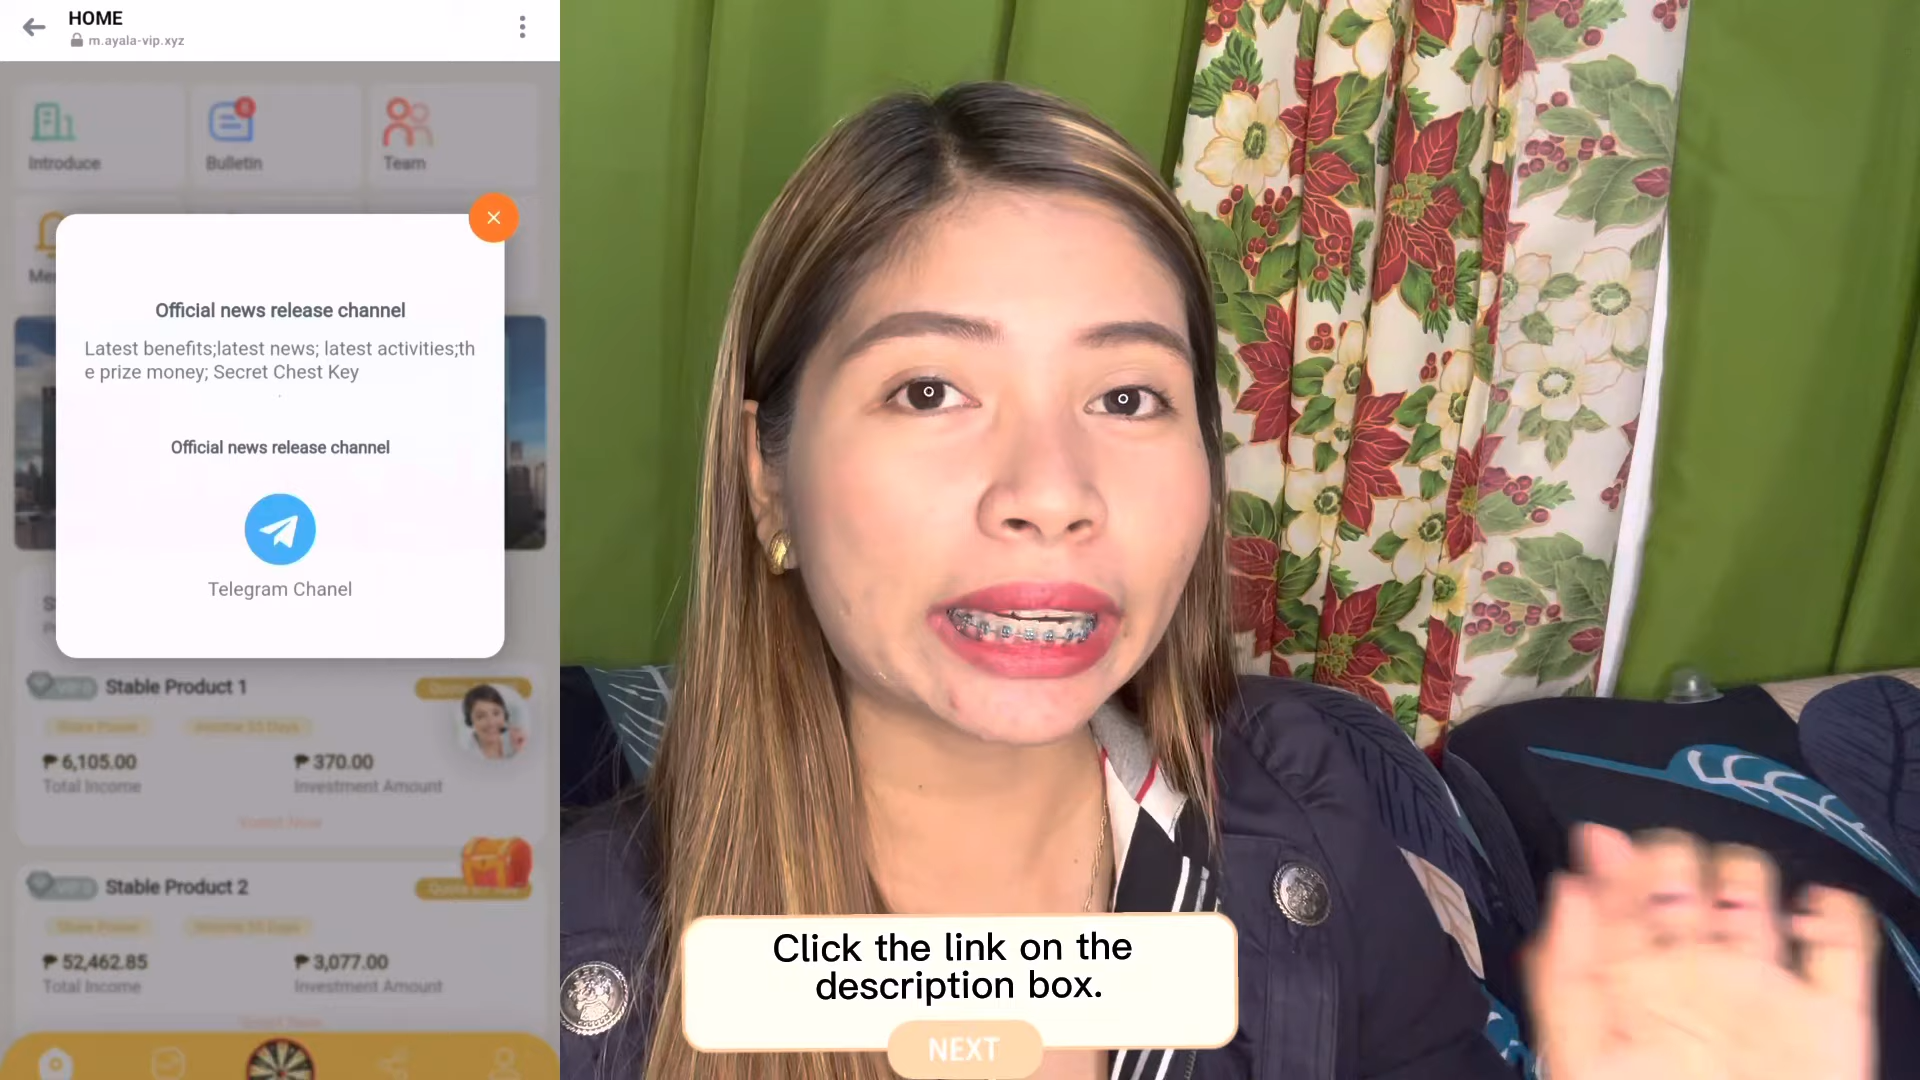 HOME
m.ayala-vip.xyz
Introduce
Bulletin
Team
Official news release channel
Latest benefits;latest news; latest activities;th
e prize money; Secret Chest Key
Official news release channel
Telegram Chanel
Stable Product 1
₱ 6,105.00
₱ 370.00
Total Income
Investment Amount
Invest Now
Stable Product 2
₱ 52,462.85
₱ 3,077.00
Total Income
Investment Amount
Click the link on the
description box.
NEXT